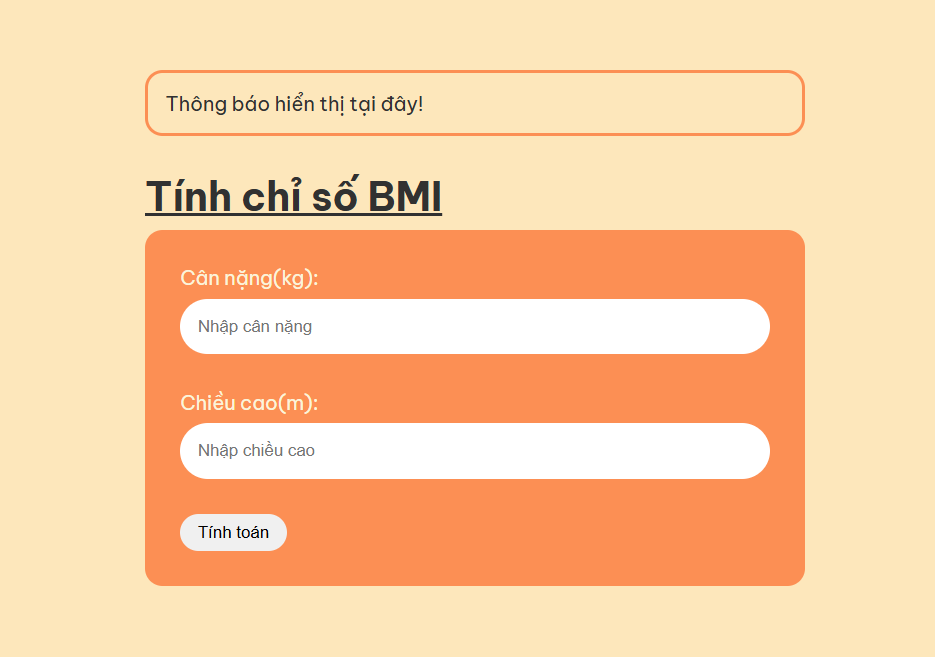 Thông báo hiển thị tại đây!
Tính chỉ số BMI
Cân nặng(kg):
Nhập cân nặng
Chiều cao(m):
Nhập chiều cao
Tính toán